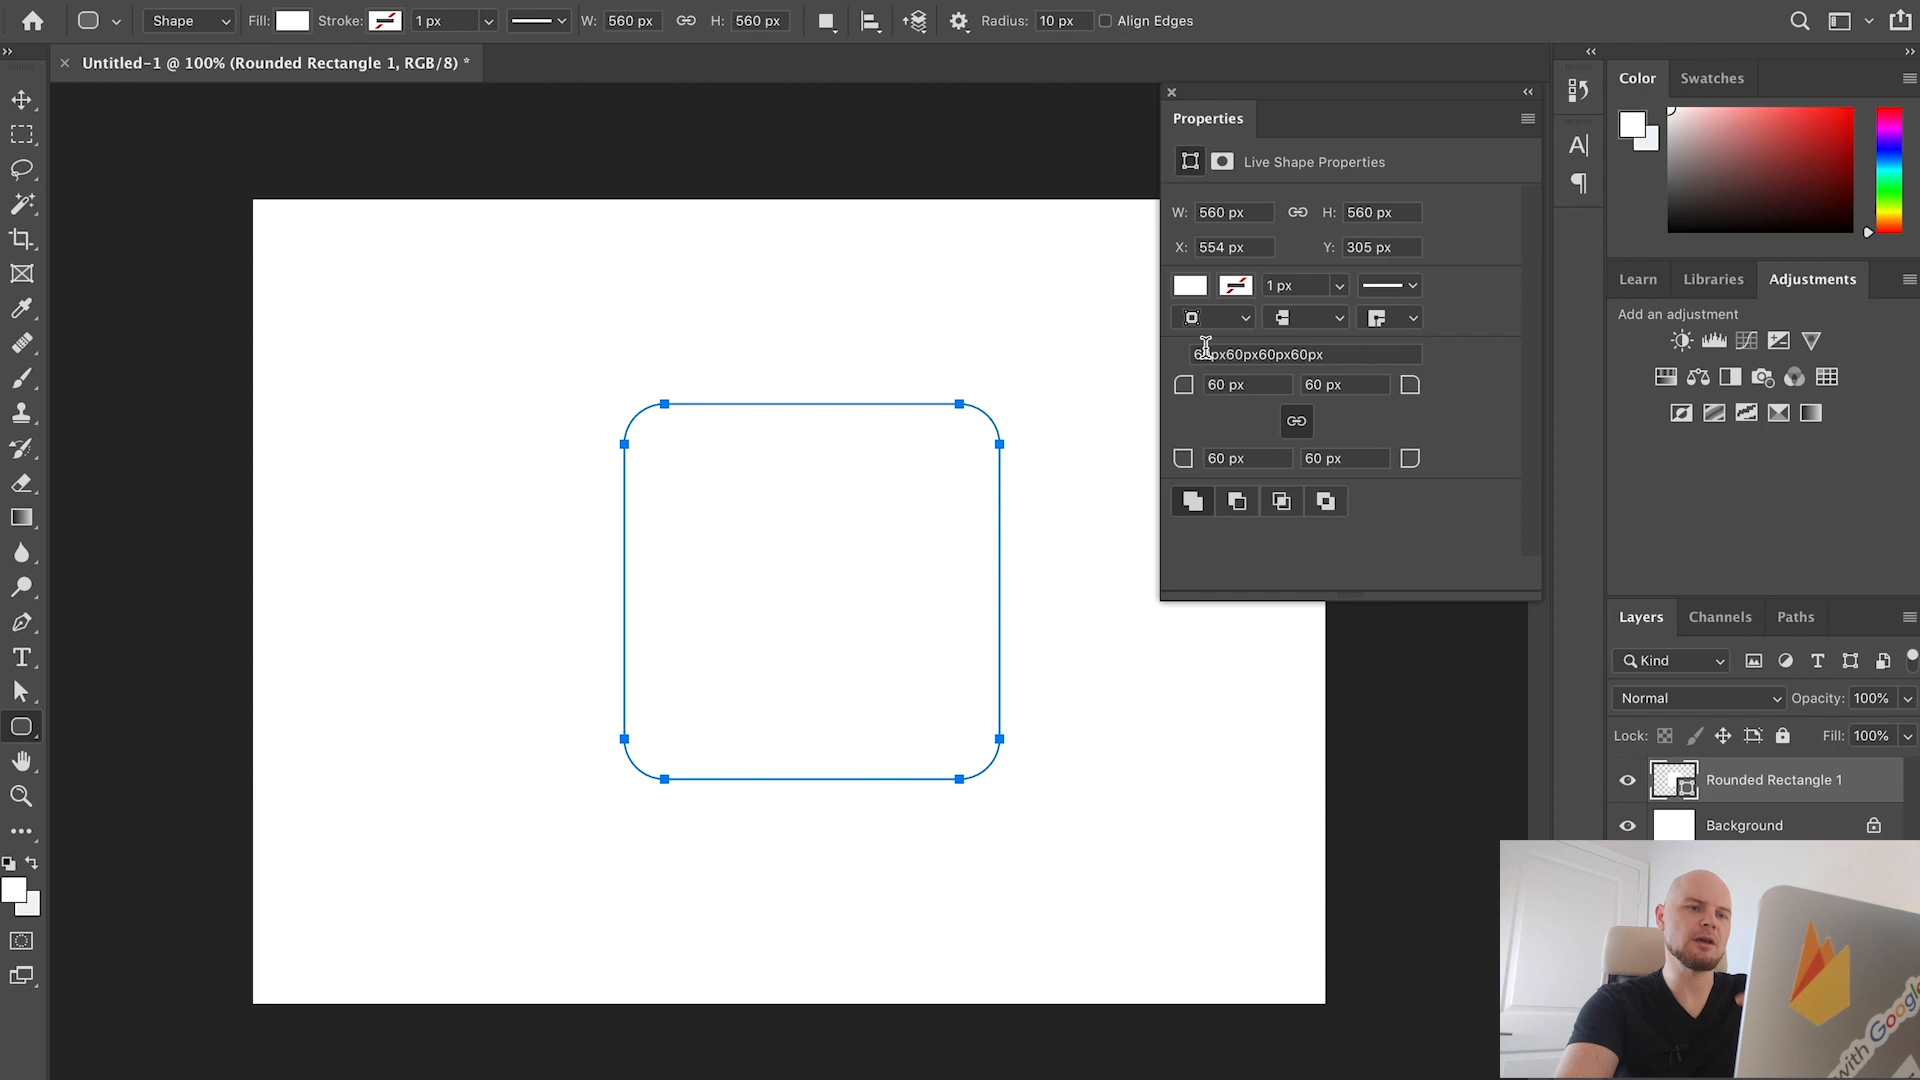 Shape Fill: Stroke: 1 px W: 560 px H: 560 px Radius: 10 px Align Edges
Untitled-1 @ 100% (Rounded Rectangle 1, RGB/8) *
Properties
Live Shape Properties
W: 560 px H: 560 px
X: 554 px Y: 305 px
1 px
60px60px60px60px
60 px 60 px
60 px 60 px
Color Swatches
Learn Libraries Adjustments
Add an adjustment
Layers Channels Paths
Kind
Normal Opacity: 100%
Lock: Fill: 100%
Rounded Rectangle 1
Background
with Google